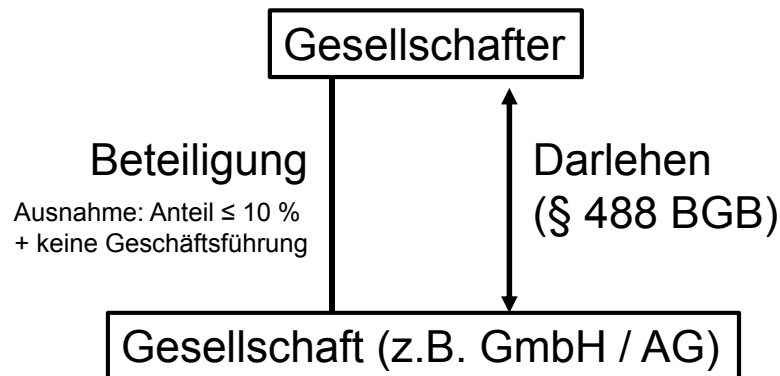 Gesellschafter
Beteiligung
Ausnahme: Anteil ≤ 10 %
+ keine Geschäftsführung
Darlehen
(§ 488 BGB)
Gesellschaft (z.B. GmbH / AG)